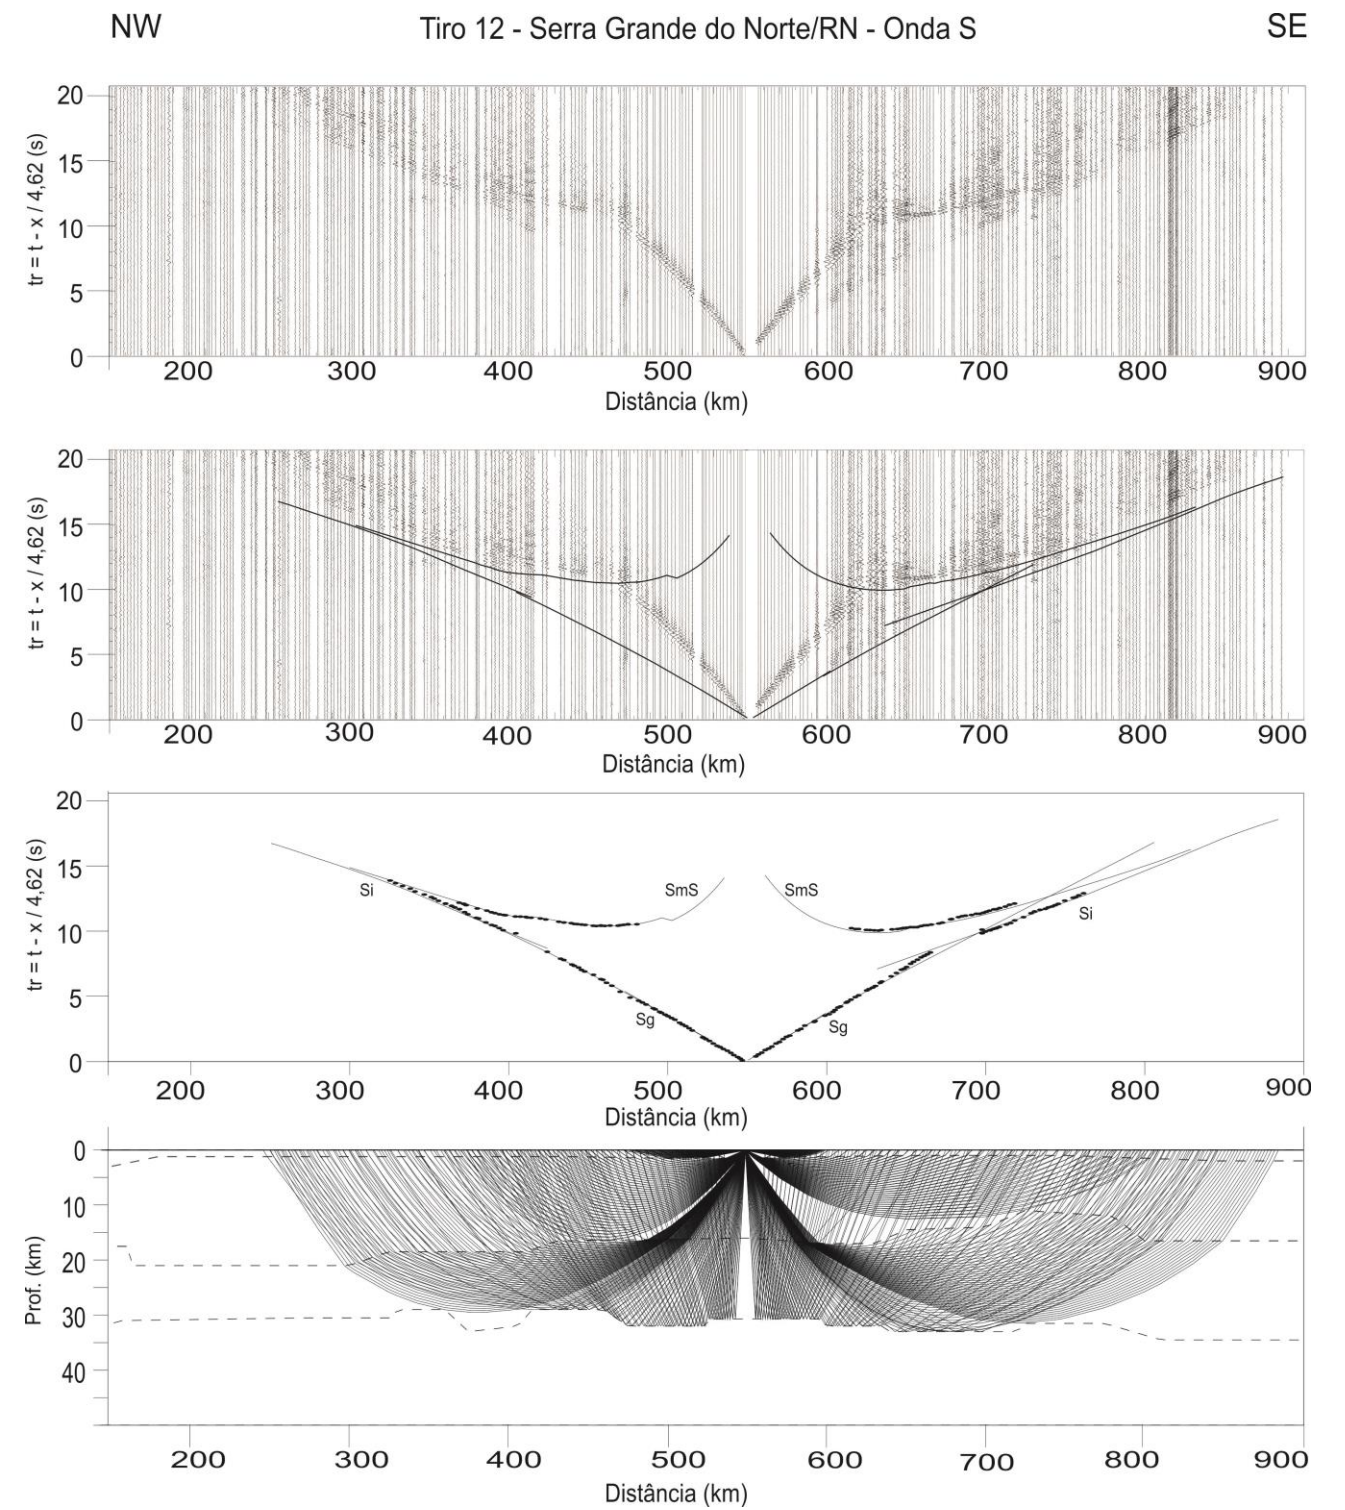 NW Tiro 12 - Serra Grande do Norte/RN - Onda S SE
tr = t - x / 4,62 (s)
20
15
10
5
0
200 300 400 500 600 700 800 900
Distância (km)
tr = t - x / 4,62 (s)
20
15
10
5
0
200 300 400 500 600 700 800 900
Distância (km)
tr = t - x / 4,62 (s)
20
15
10
5
0
Si SmS SmS Si
Sg Sg
200 300 400 500 600 700 800 900
Distância (km)
Prof. (km)
0
10
20
30
40
200 300 400 500 600 700 800 900
Distância (km)